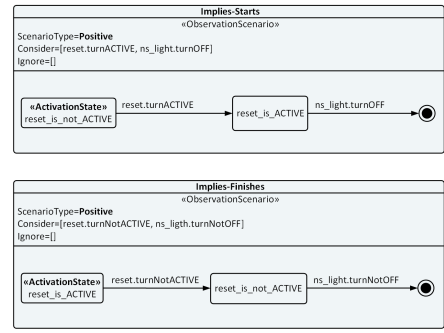 Implies-Starts
«ObservationScenario»
ScenarioType=Positive
Consider=[reset.turnACTIVE, ns_light.turnOFF]
Ignore=[]
«ActivationState»
reset_is_not_ACTIVE
reset.turnACTIVE
reset_is_ACTIVE
ns_light.turnOFF
Implies-Finishes
«ObservationScenario»
ScenarioType=Positive
Consider=[reset.turnNotACTIVE, ns_ligth.turnNotOFF]
Ignore=[]
«ActivationState»
reset_is_ACTIVE
reset.turnNotACTIVE
reset_is_not_ACTIVE
ns_light.turnNotOFF